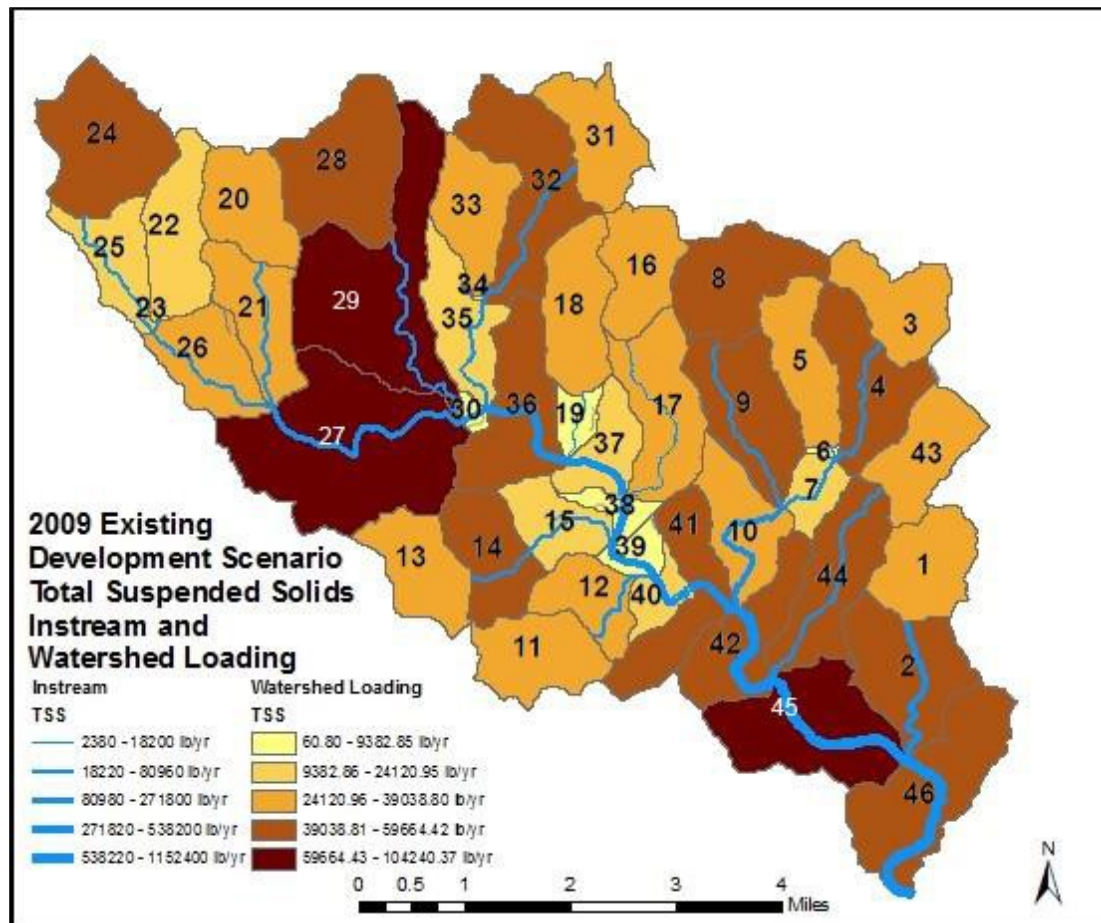 24
31
28
32
22
20
33
25
16
8
34
18
3
29
35
23
21
5
26
4
9
30
36
19
17
27
37
6
43
7
38
41
10
15
14
13
39
1
44
12
40
11
42
2
45
46
2009 Existing
Development Scenario
Total Suspended Solids
Instream and
Watershed Loading
Instream
TSS
2380 - 18200 lb/yr
18220 - 80960 lb/yr
80980 - 271800 lb/yr
271820 - 538200 lb/yr
538220 - 1152400 lb/yr
Watershed Loading
TSS
60.80 - 9382.85 lb/yr
9382.86 - 24120.95 lb/yr
24120.96 - 39038.80 lb/yr
39038.81 - 59664.42 lb/yr
59664.43 - 104240.37 lb/yr
0 0.5 1 2 3 4
Miles
N